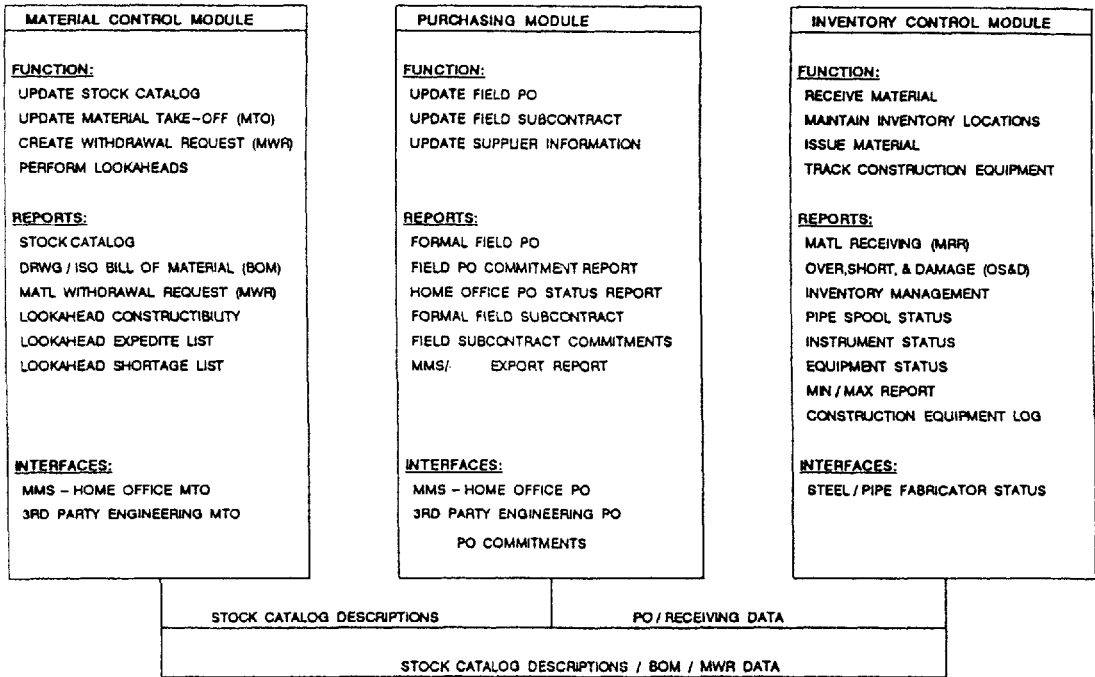 MATERIAL CONTROL MODULE
FUNCTION:
UPDATE STOCK CATALOG
UPDATE MATERIAL TAKE-OFF (MTO)
CREATE WITHDRAWAL REQUEST (MWR)
PERFORM LOOKAHEADS
REPORTS:
STOCK CATALOG
DRWG / ISO BILL OF MATERIAL (BOM)
MATL WITHDRAWAL REQUEST (MWR)
LOOKAHEAD CONSTRUCTIBILITY
LOOKAHEAD EXPEDITE LIST
LOOKAHEAD SHORTAGE LIST
INTERFACES:
MMS - HOME OFFICE MTO
3RD PARTY ENGINEERING MTO
PURCHASING MODULE
FUNCTION:
UPDATE FIELD PO
UPDATE FIELD SUBCONTRACT
UPDATE SUPPLIER INFORMATION
REPORTS:
FORMAL FIELD PO
FIELD PO COMMITMENT REPORT
HOME OFFICE PO STATUS REPORT
FORMAL FIELD SUBCONTRACT
FIELD SUBCONTRACT COMMITMENTS
MMS/ EXPORT REPORT
INTERFACES:
MMS - HOME OFFICE PO
3RD PARTY ENGINEERING PO
PO COMMITMENTS
INVENTORY CONTROL MODULE
FUNCTION:
RECEIVE MATERIAL
MAINTAIN INVENTORY LOCATIONS
ISSUE MATERIAL
TRACK CONSTRUCTION EQUIPMENT
REPORTS:
MATL RECEIVING (MRR)
OVER, SHORT, & DAMAGE (OS&D)
INVENTORY MANAGEMENT
PIPE SPOOL STATUS
INSTRUMENT STATUS
EQUIPMENT STATUS
MIN / MAX REPORT
CONSTRUCTION EQUIPMENT LOG
INTERFACES:
STEEL / PIPE FABRICATOR STATUS
STOCK CATALOG DESCRIPTIONS
PO / RECEIVING DATA
STOCK CATALOG DESCRIPTIONS / BOM / MWR DATA